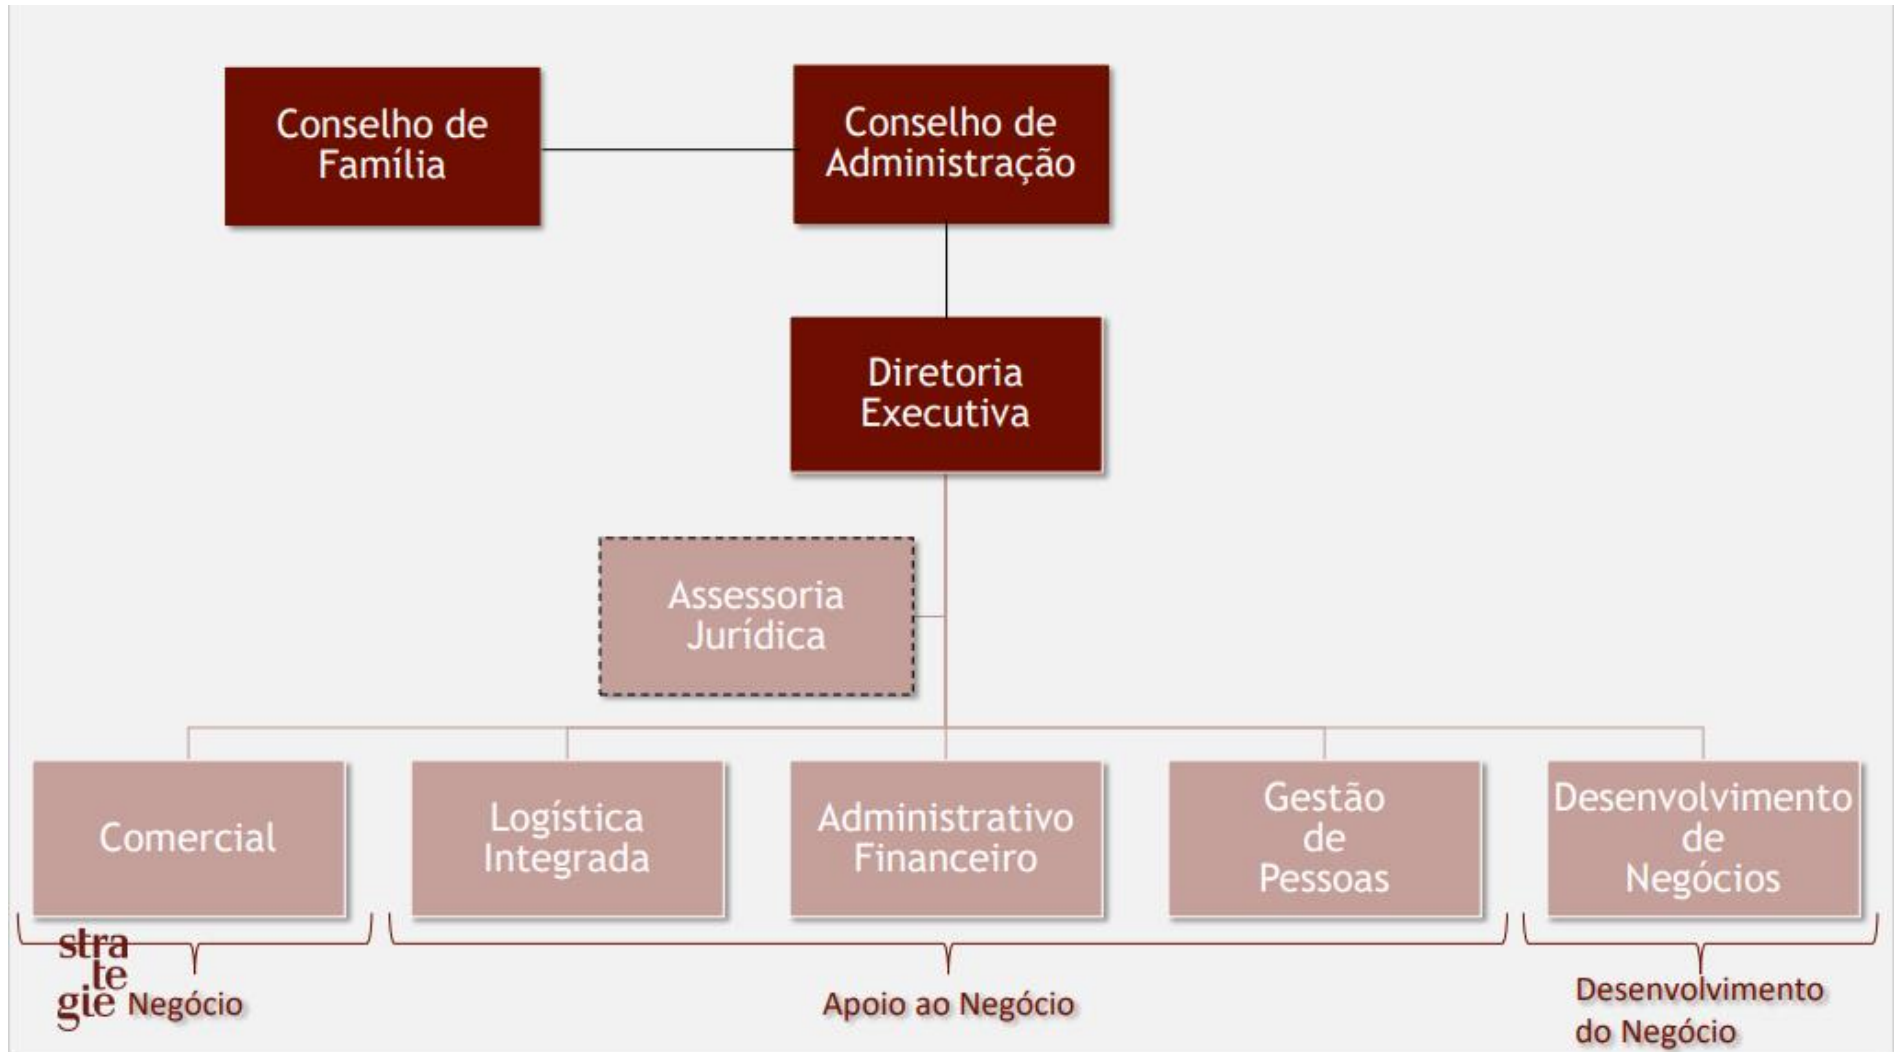 Conselho de
Família
Conselho de
Administração
Diretoria
Executiva
Assessoria
Jurídica
Comercial
Logística
Integrada
Administrativo
Financeiro
Gestão
de
Pessoas
Desenvolvimento
de
Negócios
stra
te
gie
Negócio
Apoio ao Negócio
Desenvolvimento
do Negócio